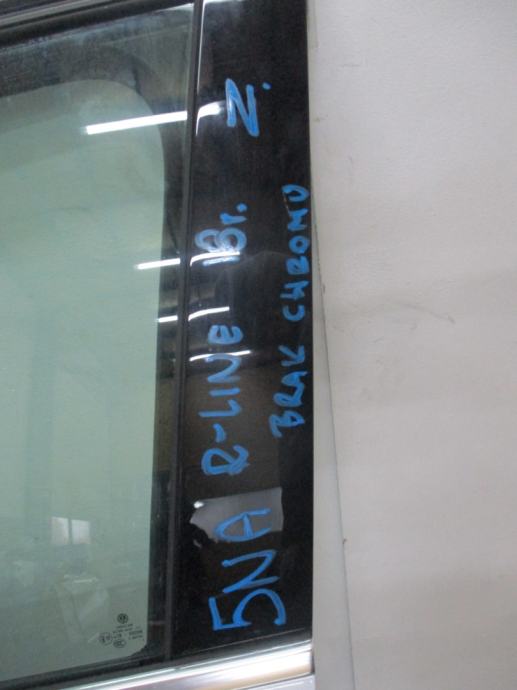 5NA R-LINE 18r. Z.
BRAK CHROMU